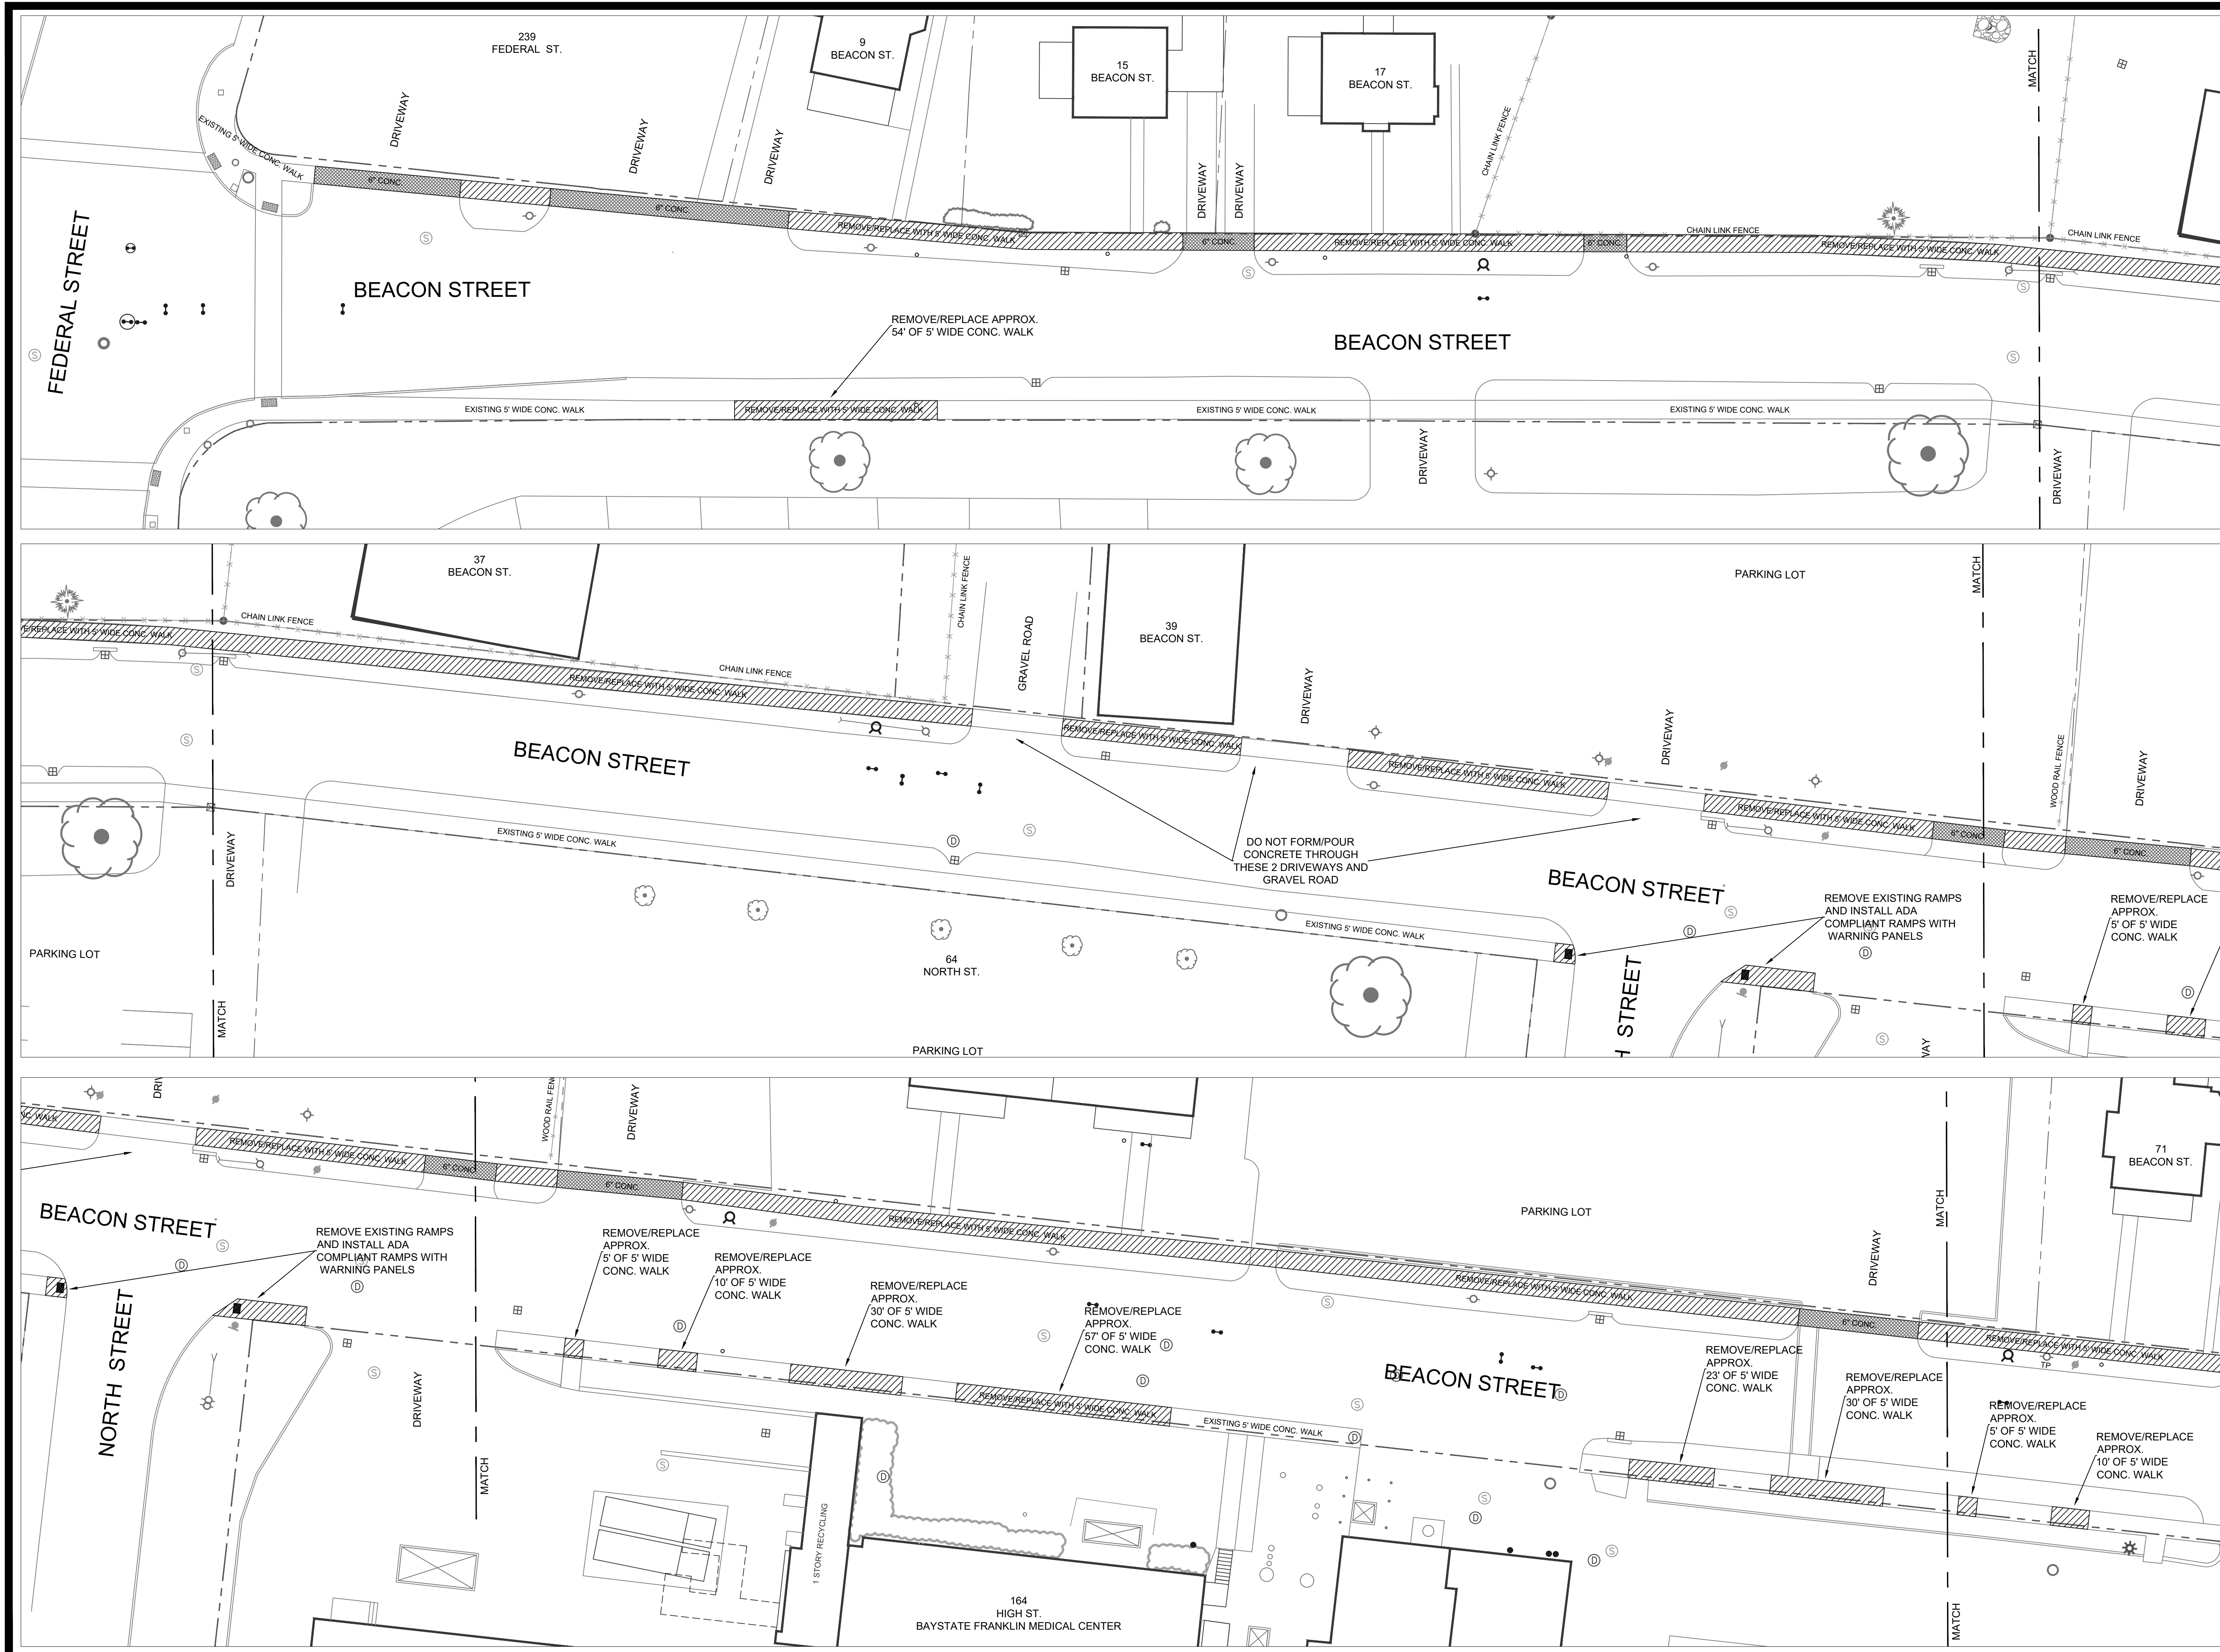 239
FEDERAL ST.
9
BEACON ST.
15
BEACON ST.
17
BEACON ST.
MATCH
DRIVEWAY
DRIVEWAY
DRIVEWAY
DRIVEWAY
DRIVEWAY
CHAIN LINK FENCE
EXISTING 5' WIDE CONC. WALK
6" CONC
6" CONC
REMOVE/REPLACE WITH 5' WIDE CONC. WALK
6" CONC
REMOVE/REPLACE WITH 5' WIDE CONC. WALK
6" CONC.
CHAIN LINK FENCE
REMOVE/REPLACE WITH 5' WIDE CONC. WALK
CHAIN LINK FENCE
FEDERAL STREET
BEACON STREET
REMOVE/REPLACE APPROX.
54' OF 5' WIDE CONC. WALK
BEACON STREET
EXISTING 5' WIDE CONC. WALK
REMOVE/REPLACE WITH 5' WIDE CONC. WALK
EXISTING 5' WIDE CONC. WALK
EXISTING 5' WIDE CONC. WALK
DRIVEWAY
DRIVEWAY
S
S
S
S
S
37
BEACON ST.
CHAIN LINK FENCE
GRAVEL ROAD
39
BEACON ST.
PARKING LOT
MATCH
E/REPLACE WITH 5' WIDE CONC. WALK
CHAIN LINK FENCE
CHAIN LINK FENCE
REMOVE/REPLACE WITH 5' WIDE CONC. WALK
REMOVE/REPLACE WITH 5' WIDE CONC. WALK
DRIVEWAY
REMOVE/REPLACE WITH 5' WIDE CONC. WALK
DRIVEWAY
REMOVE/REPLACE WITH 5' WIDE CONC. WALK
6" CONC
WOOD RAIL FENCE
DRIVEWAY
6" CONC
BEACON STREET
EXISTING 5' WIDE CONC. WALK
DO NOT FORM/POUR
CONCRETE THROUGH
THESE 2 DRIVEWAYS AND
GRAVEL ROAD
BEACON STREET
REMOVE EXISTING RAMPS
AND INSTALL ADA
COMPLIANT RAMPS WITH
WARNING PANELS
REMOVE/REPLACE
APPROX.
5' OF 5' WIDE
CONC. WALK
DRIVEWAY
PARKING LOT
64
NORTH ST.
EXISTING 5' WIDE CONC. WALK
H STREET
MATCH
PARKING LOT
WAY
S
S
S
S
S
D
D
D
D
DRIV
WOOD RAIL FEN
DRIVEWAY
NC. WALK
REMOVE/REPLACE WITH 5' WIDE CONC. WALK
6" CONC
6" CONC
REMOVE/REPLACE WITH 5' WIDE CONC. WALK
PARKING LOT
REMOVE/REPLACE WITH 5' WIDE CONC. WALK
DRIVEWAY
6" CONC
MATCH
71
BEACON ST.
REMOVE/REPLACE WITH 5' WIDE CONC. WALK
TP
BEACON STREET
REMOVE EXISTING RAMPS
AND INSTALL ADA
COMPLIANT RAMPS WITH
WARNING PANELS
REMOVE/REPLACE
APPROX.
5' OF 5' WIDE
CONC. WALK
REMOVE/REPLACE
APPROX.
10' OF 5' WIDE
CONC. WALK
REMOVE/REPLACE
APPROX.
30' OF 5' WIDE
CONC. WALK
REMOVE/REPLACE
APPROX.
57' OF 5' WIDE
CONC. WALK
BEACON STREET
REMOVE/REPLACE
APPROX.
23' OF 5' WIDE
CONC. WALK
REMOVE/REPLACE
APPROX.
30' OF 5' WIDE
CONC. WALK
REMOVE/REPLACE
APPROX.
5' OF 5' WIDE
CONC. WALK
REMOVE/REPLACE
APPROX.
10' OF 5' WIDE
CONC. WALK
NORTH STREET
DRIVEWAY
MATCH
REMOVE/REPLACE WITH 5' WIDE CONC. WALK
EXISTING 5' WIDE CONC. WALK
1 STORY RECYCLING
164
HIGH ST.
BAYSTATE FRANKLIN MEDICAL CENTER
MATCH
S
S
S
S
S
S
S
S
D
D
D
D
D
D
D
D
D
D